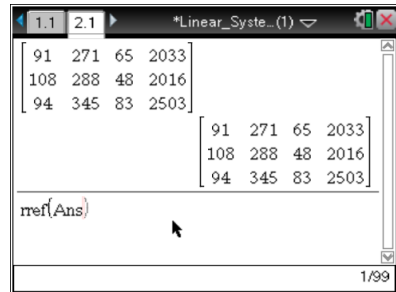 1.1 2.1 *Linear_Syste...(1)
91 271 65 2033
108 288 48 2016
94 345 83 2503
91 271 65 2033
108 288 48 2016
94 345 83 2503
rref(Ans)
1/99